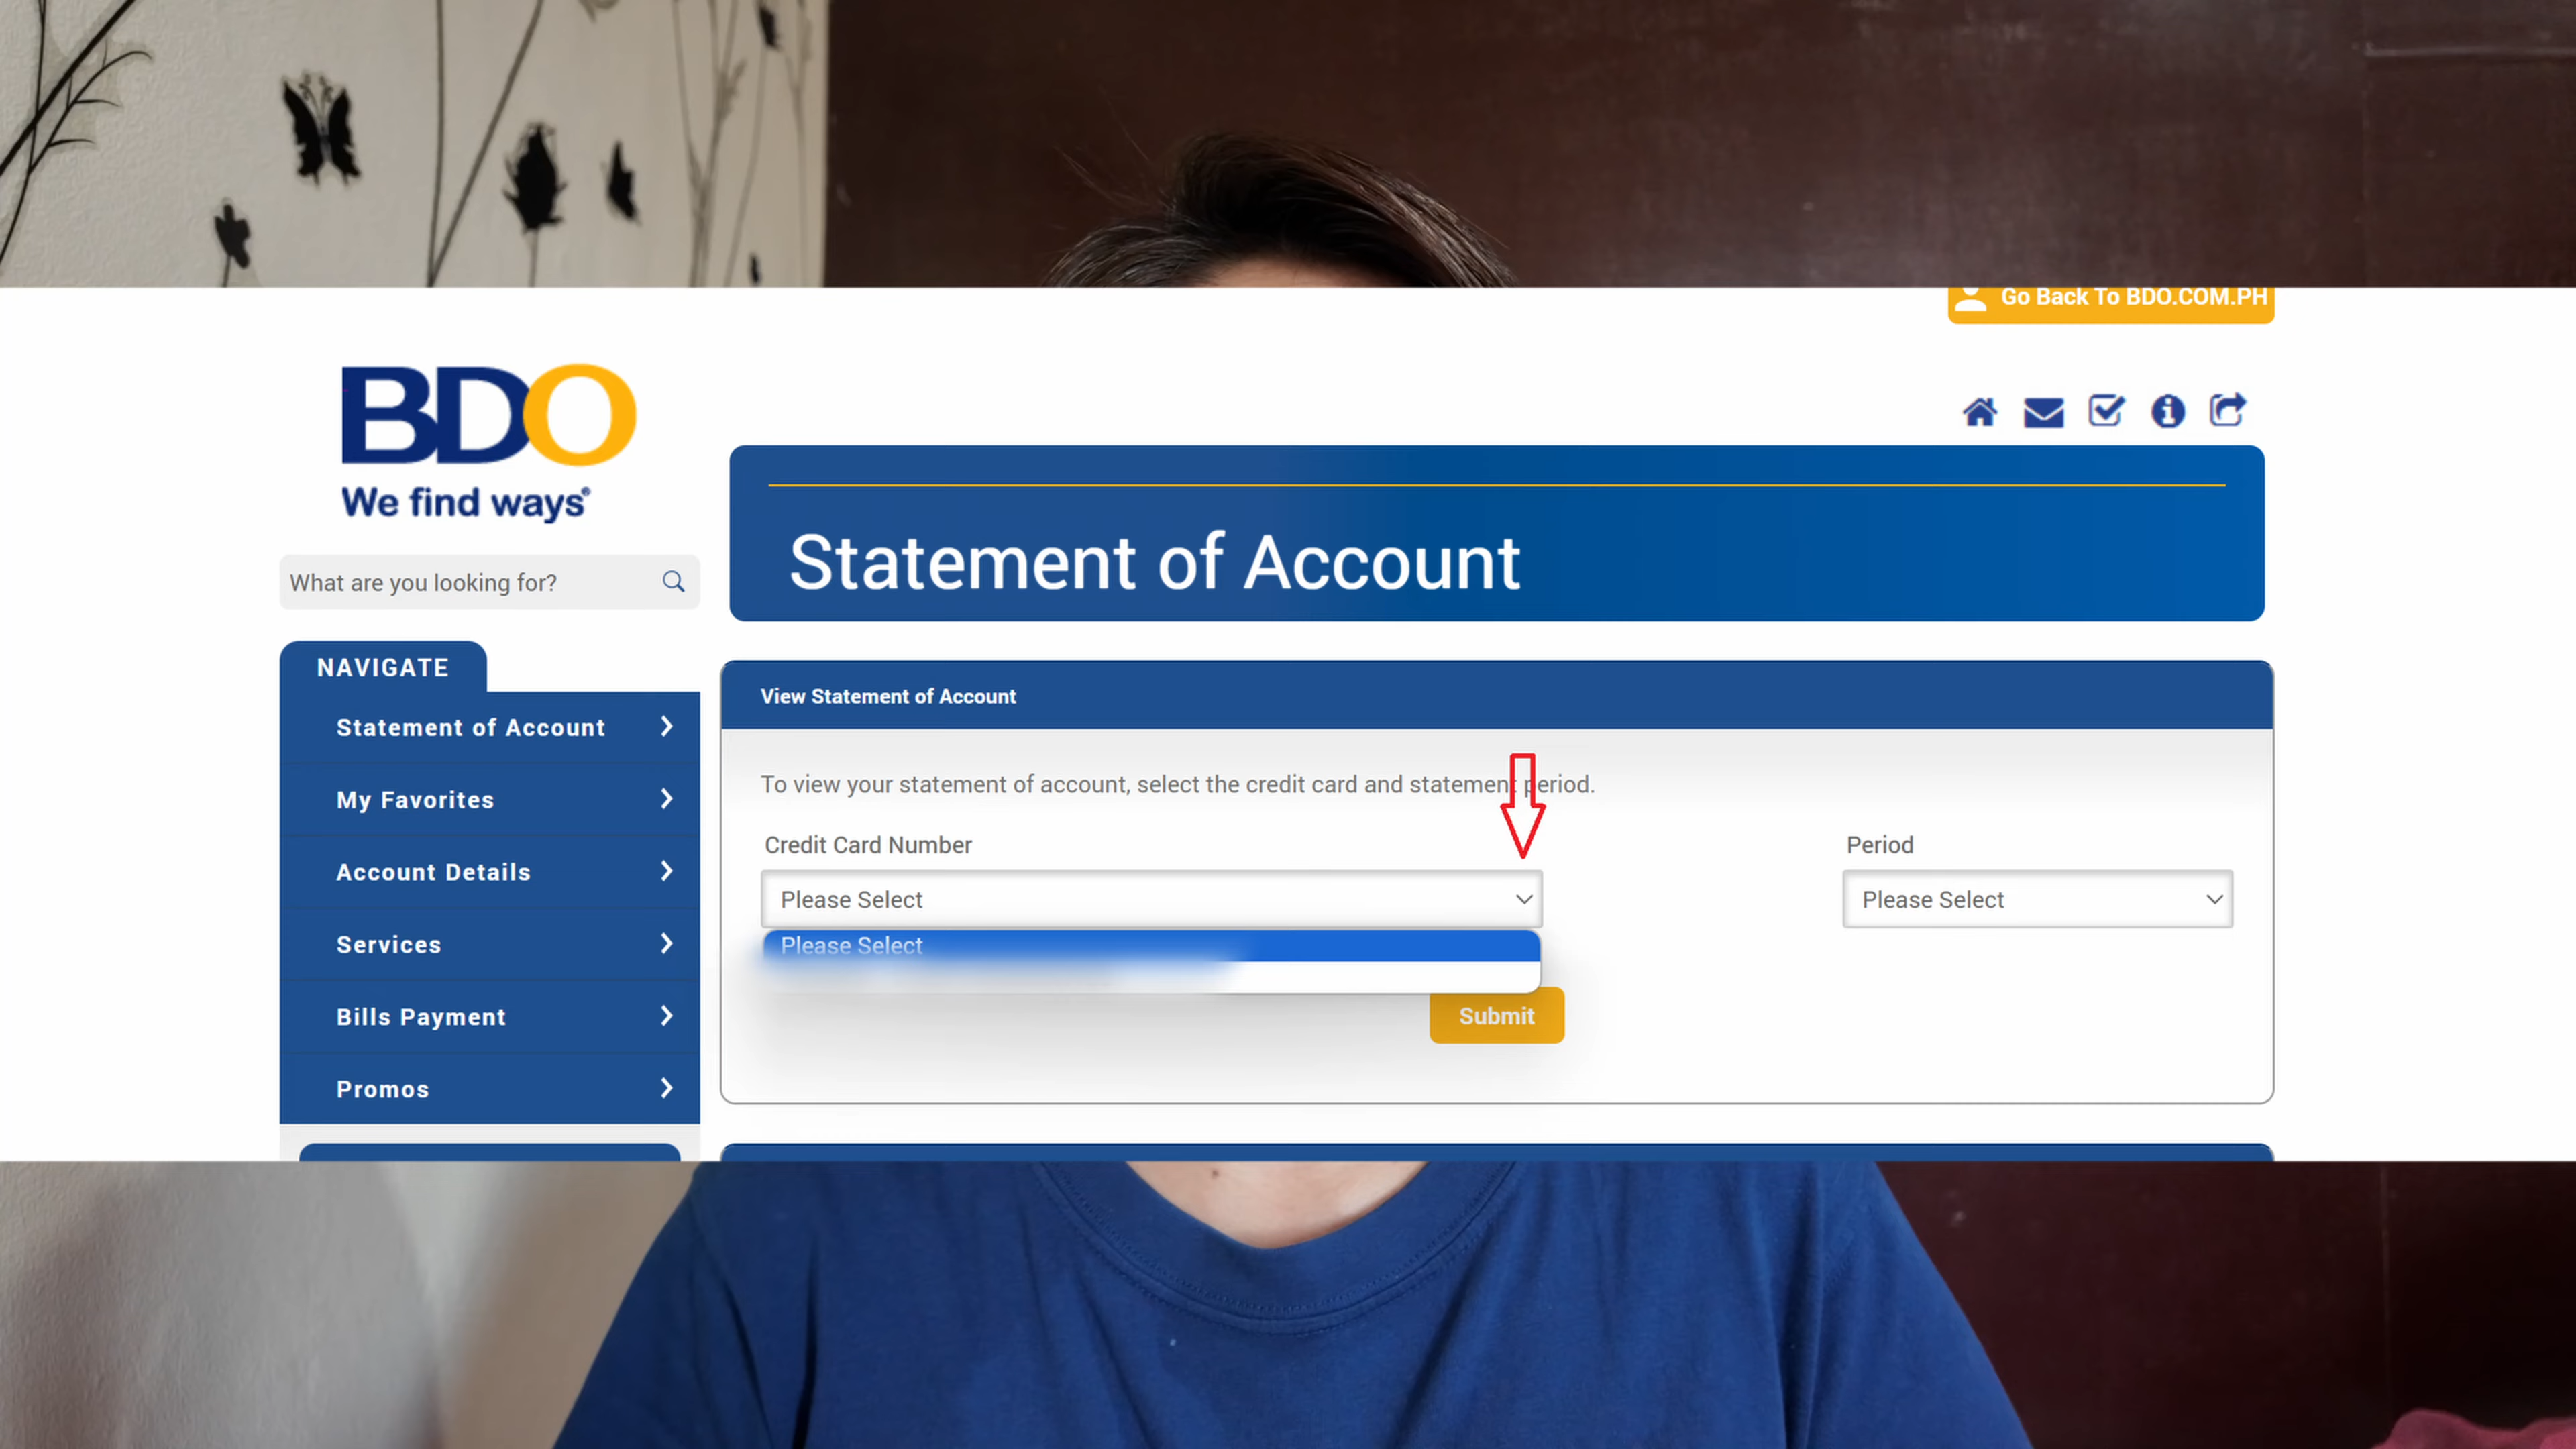 Go Back To BDO.COM.PH
BDO
We find ways®
What are you looking for?
Statement of Account
NAVIGATE
Statement of Account
My Favorites
Account Details
Services
Bills Payment
Promos
View Statement of Account
To view your statement of account, select the credit card and statement period.
Credit Card Number
Please Select
Please Select
Period
Please Select
Submit